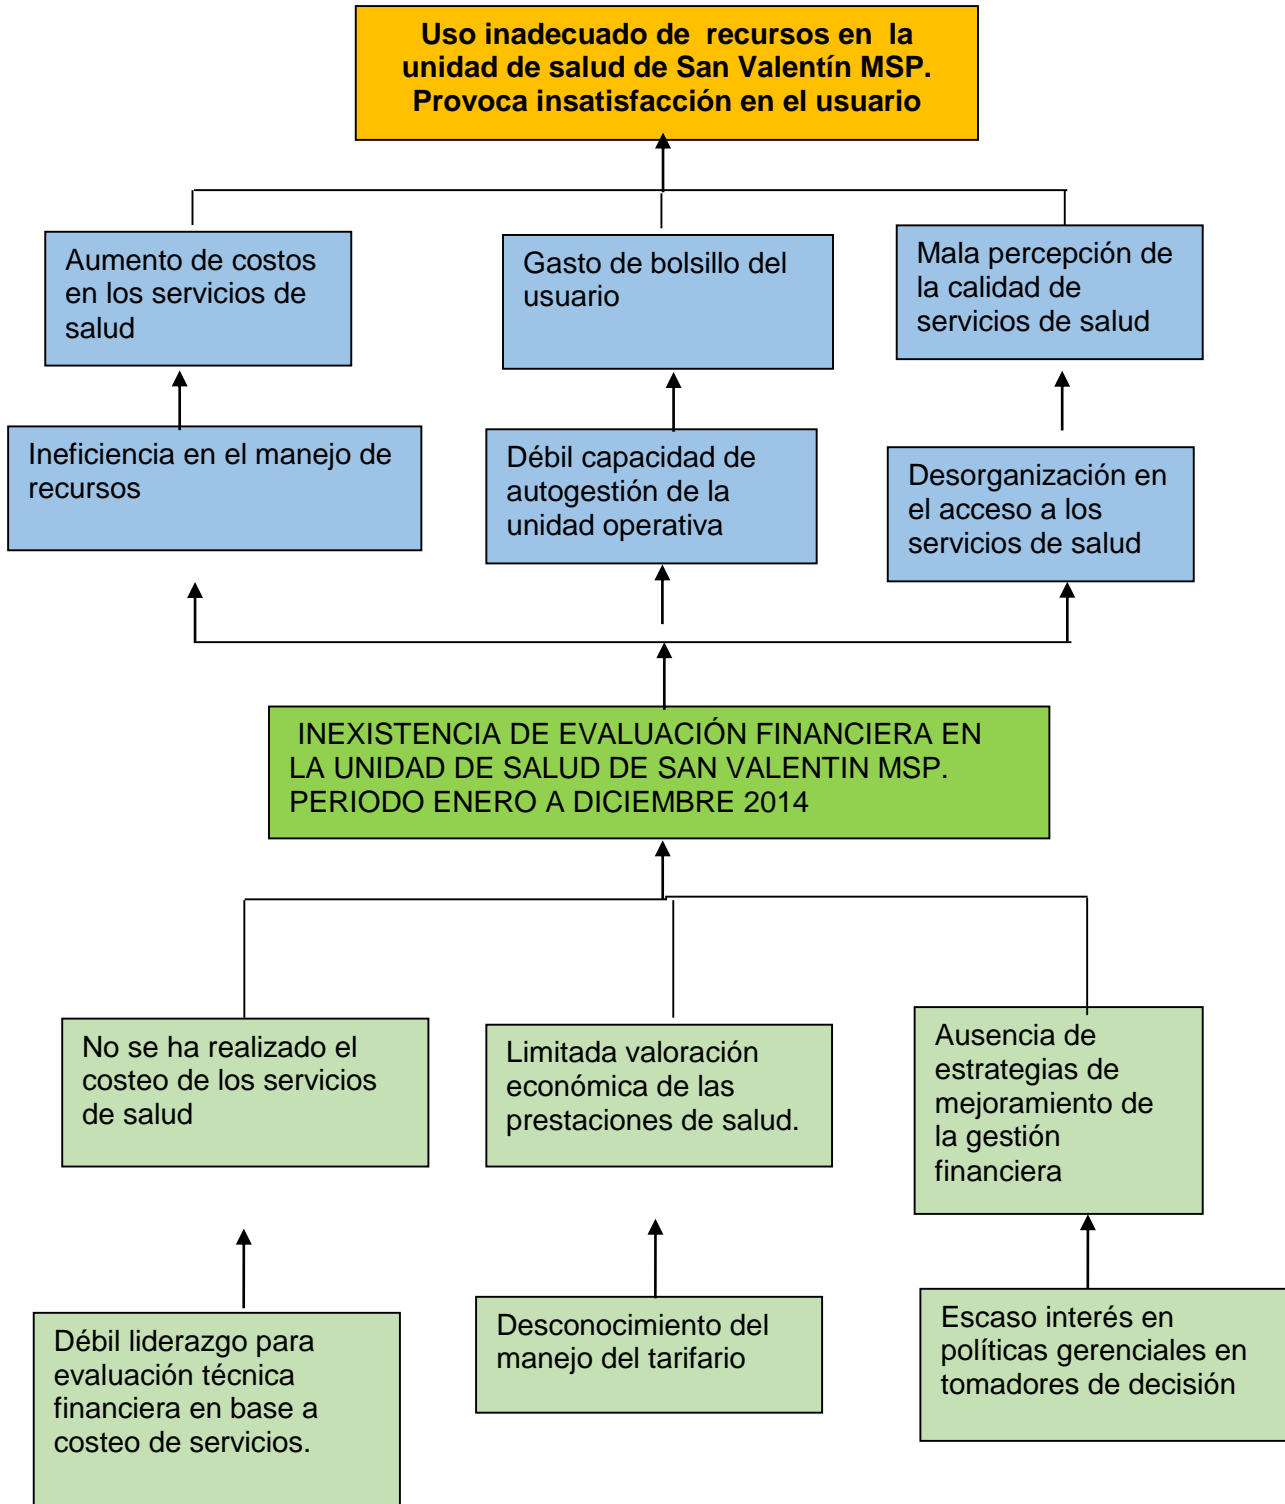 Uso inadecuado de recursos en la
unidad de salud de San Valentín MSP.
Provoca insatisfacción en el usuario
Aumento de costos
en los servicios de
salud
Gasto de bolsillo del
usuario
Mala percepción de
la calidad de
servicios de salud
Ineficiencia en el manejo de
recursos
Débil capacidad de
autogestión de la
unidad operativa
Desorganización en
el acceso a los
servicios de salud
INEXISTENCIA DE EVALUACIÓN FINANCIERA EN
LA UNIDAD DE SALUD DE SAN VALENTIN MSP.
PERIODO ENERO A DICIEMBRE 2014
No se ha realizado el
costeo de los servicios
de salud
Limitada valoración
económica de las
prestaciones de salud.
Ausencia de
estrategias de
mejoramiento de
la gestión
financiera
Débil liderazgo para
evaluación técnica
financiera en base a
costeo de servicios.
Desconocimiento del
manejo del tarifario
Escaso interés en
políticas gerenciales en
tomadores de decisión